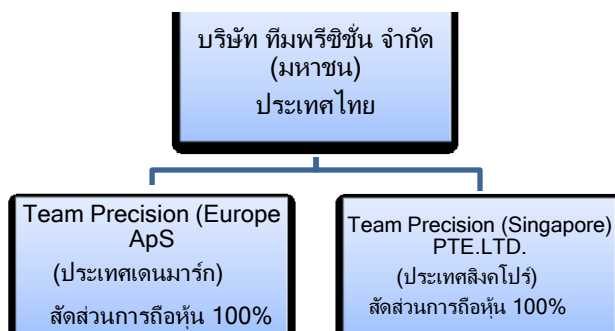 บริษัท ทีมพรีซิชั่น จำกัด
(มหาชน)
ประเทศไทย
Team Precision (Europe
ApS
(ประเทศเดนมาร์ก)
สัดส่วนการถือหุ้น 100%
Team Precision (Singapore)
PTE.LTD.
(ประเทศสิงคโปร์)
สัดส่วนการถือหุ้น 100%